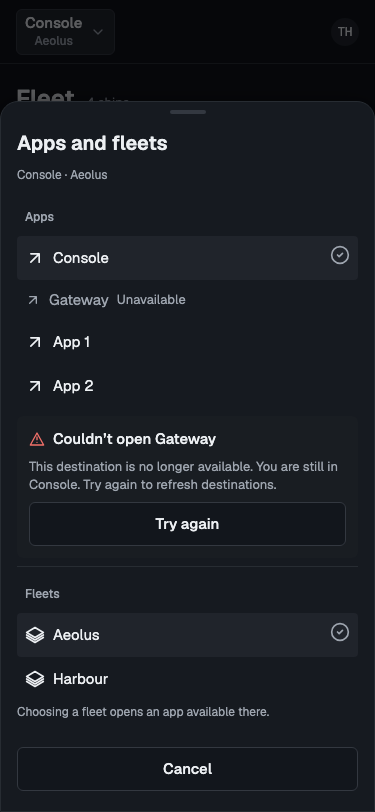 Console
Aeolus
TH
Fleet 4 ships
Apps and fleets
Console · Aeolus
Apps
Console
Gateway Unavailable
App 1
App 2
Couldn’t open Gateway
This destination is no longer available. You are still in
Console. Try again to refresh destinations.
Try again
Fleets
Aeolus
Harbour
Choosing a fleet opens an app available there.
Cancel